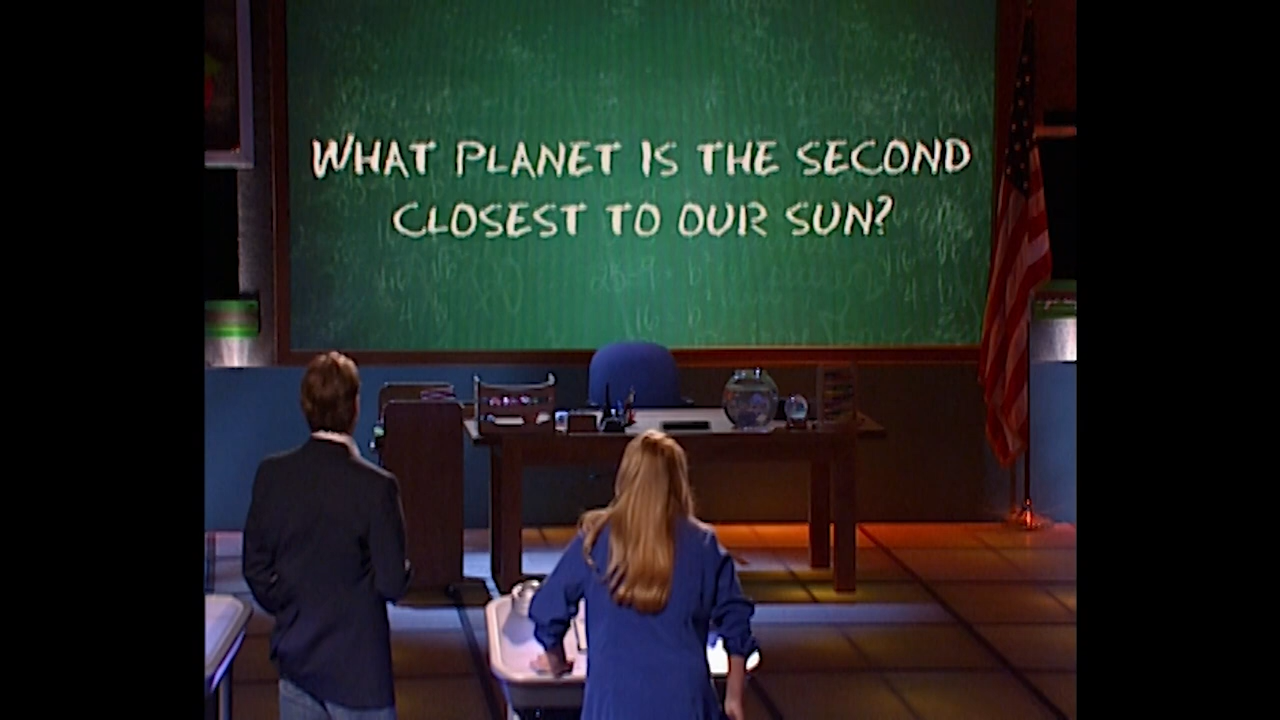 WHAT PLANET IS THE SECOND
CLOSEST TO OUR SUN?